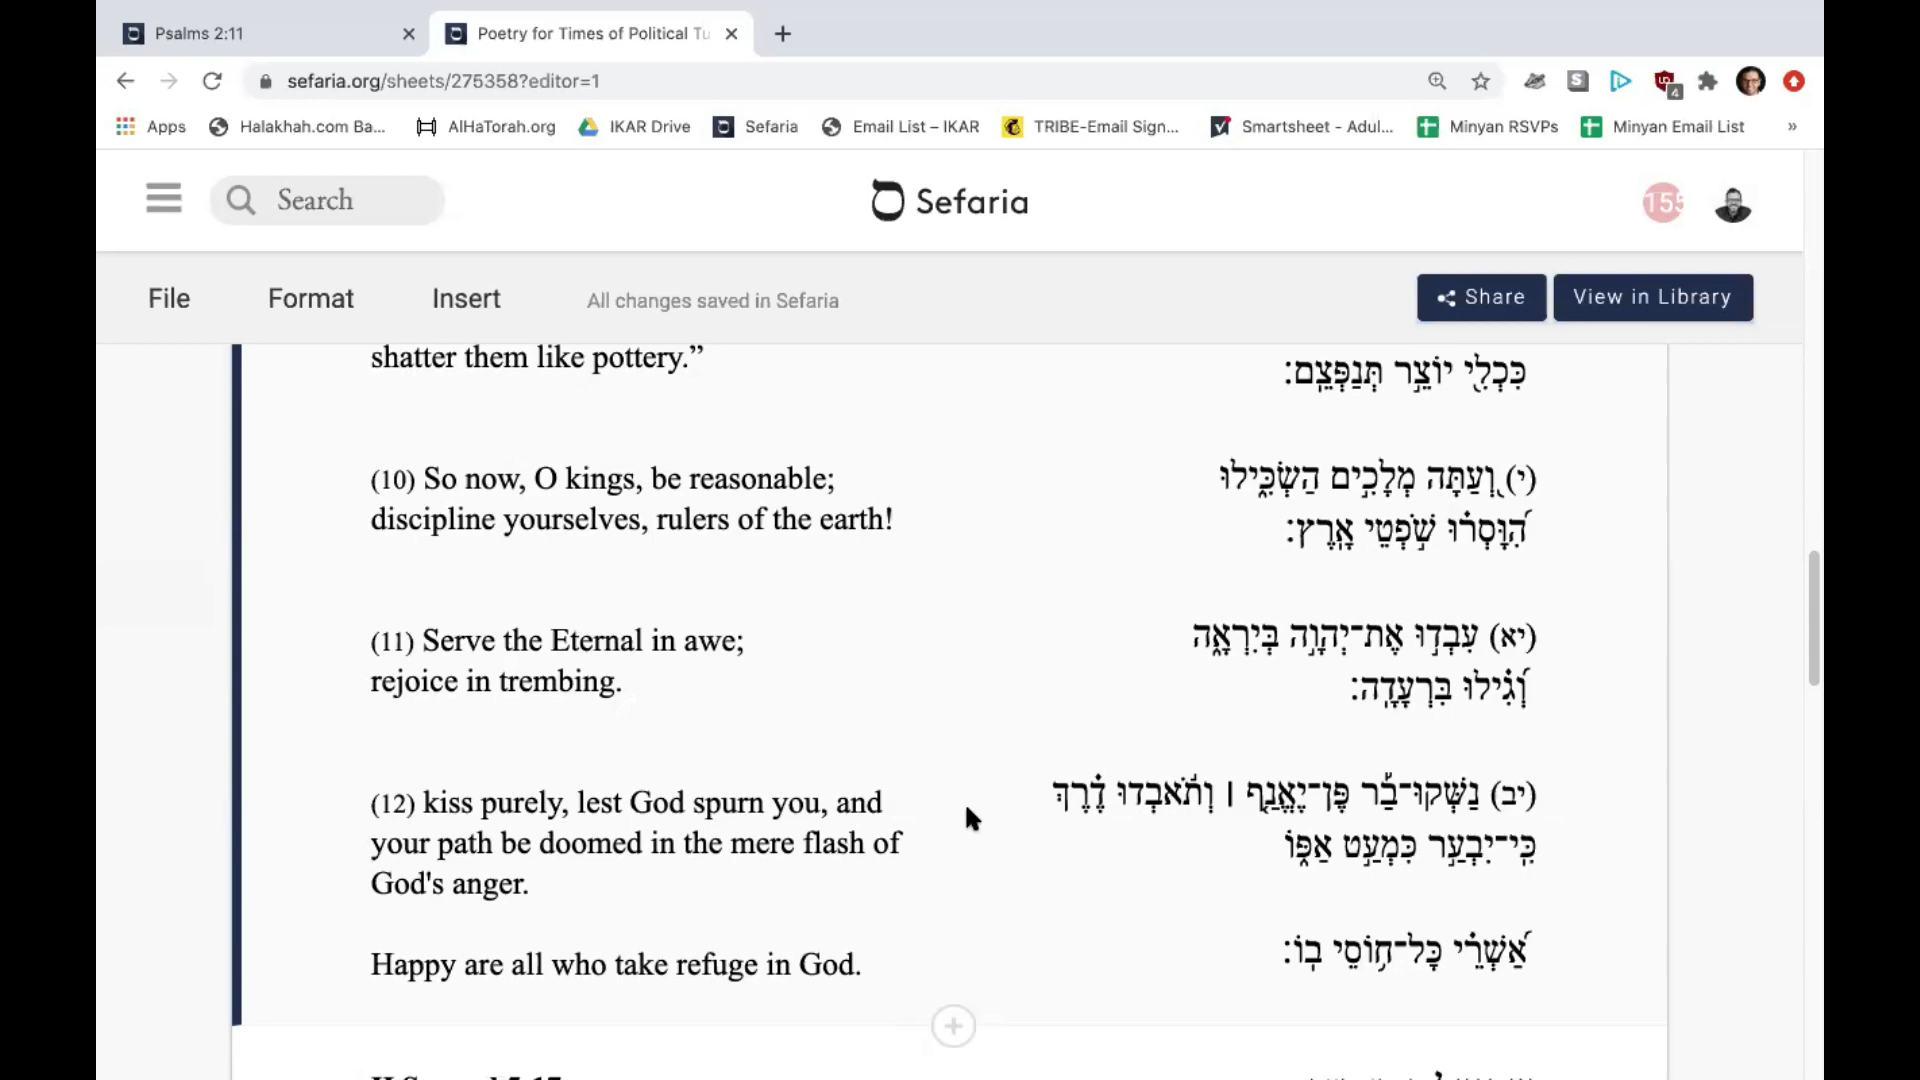 Psalms 2:11
Poetry for Times of Political Tu
sefaria.org/sheets/275358?editor=1
4
Apps
Halakhah.com Ba...
AlHaTorah.org
IKAR Drive
Sefaria
Email List – IKAR
TRIBE-Email Sign...
Smartsheet - Adul...
Minyan RSVPs
Minyan Email List
»
Search
Sefaria
155
File
Format
Insert
All changes saved in Sefaria
Share
View in Library
shatter them like pottery.”
כִּכְלִ֖י יוֹצֵ֣ר תְּנַפְּצֵֽם׃
(10) So now, O kings, be reasonable;
discipline yourselves, rulers of the earth!
(י) וְ֭עַתָּה מְלָכִ֣ים הַשְׂכִּ֑ילוּ
הִ֝וָּסְר֗וּ שֹׁ֣פְטֵי אָֽרֶץ׃
(11) Serve the Eternal in awe;
rejoice in trembing.
(יא) עִבְד֣וּ אֶת־יְהוָ֣ה בְּיִרְאָ֑ה
וְ֝גִ֗ילוּ בִּרְעָדָֽה׃
(12) kiss purely, lest God spurn you, and
your path be doomed in the mere flash of
God's anger.
(יב) נַשְּׁקוּ־בַ֡ר פֶּן־יֶאֱנַ֤ף ׀ וְתֹ֬אבְדוּ דֶ֗רֶךְ
כִּֽי־יִבְעַ֣ר כִּמְעַ֣ט אַפּ֑וֹ
Happy are all who take refuge in God.
אַ֝שְׁרֵ֗י כָּל־ח֥וֹסֵי בֽוֹ׃